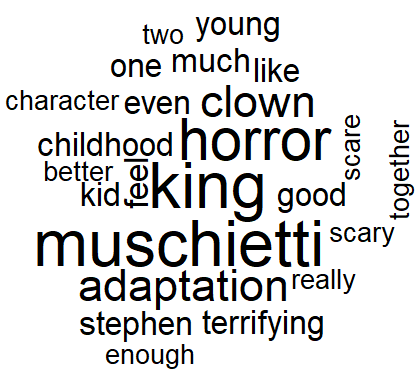 two young
one much like
character even clown
childhood horror scare
better feel king together
kid good
muschietti scary
adaptation really
stephen terrifying
enough